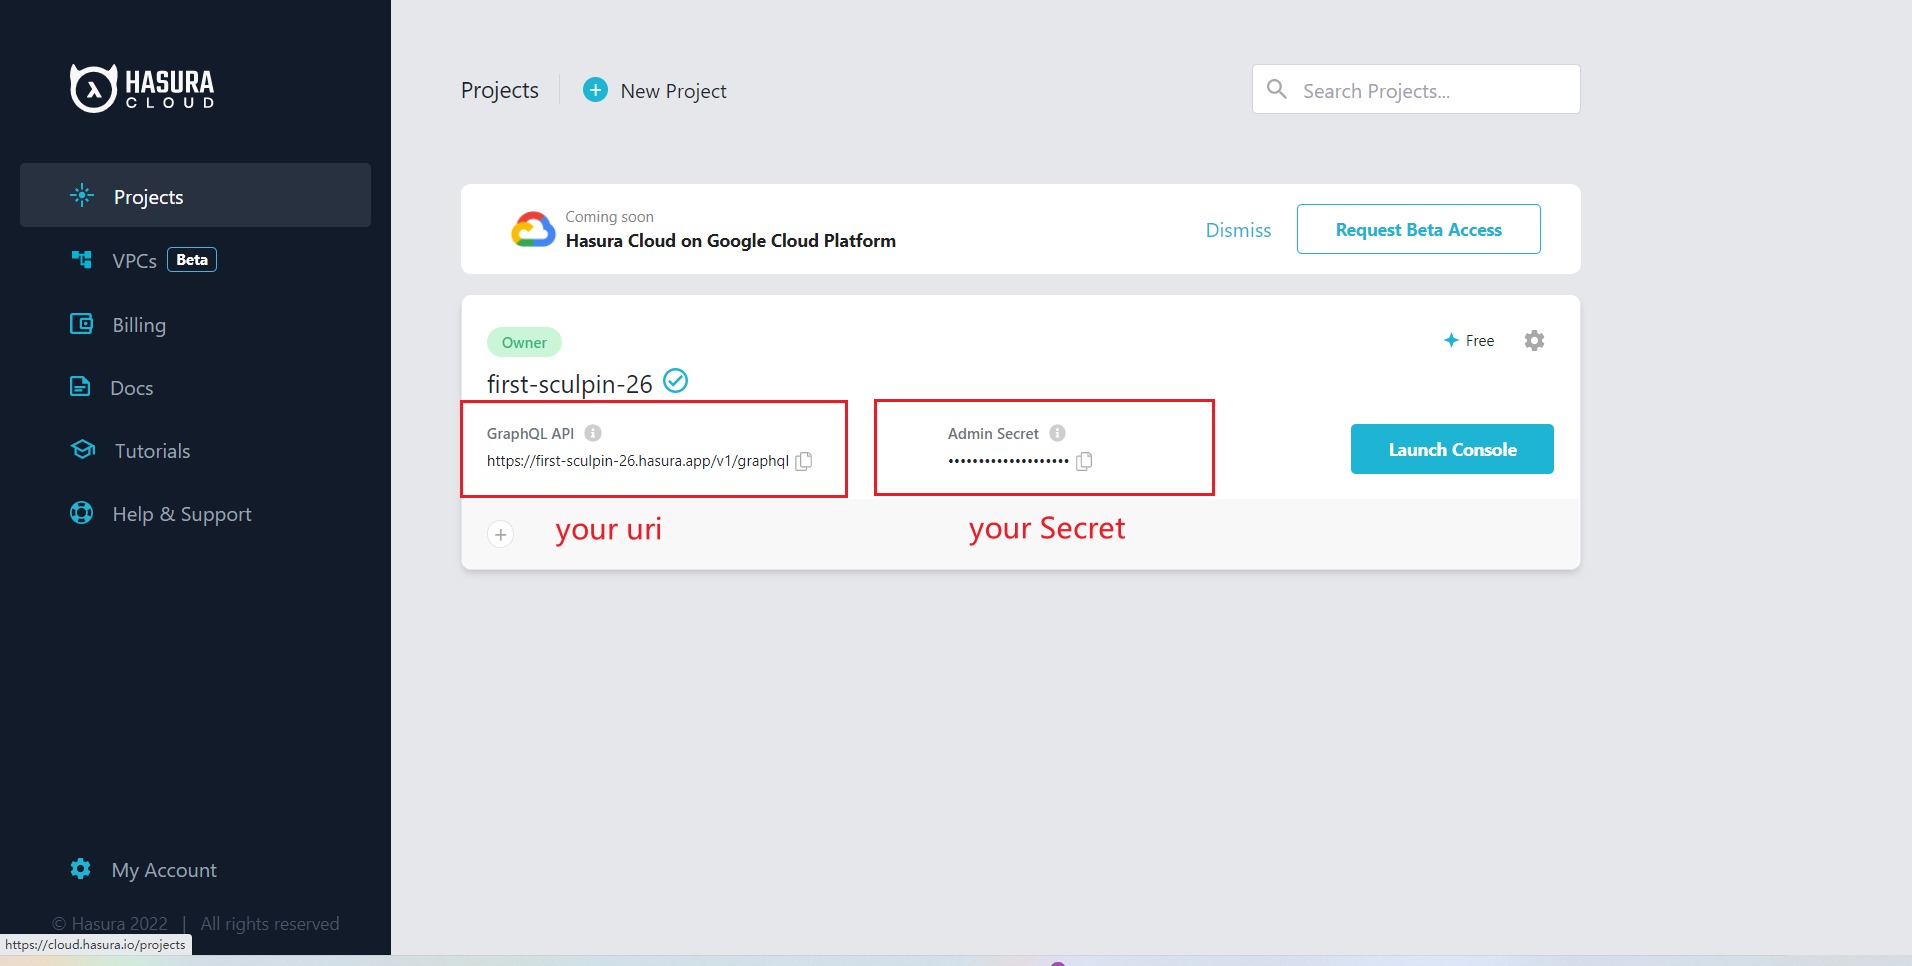 HASURA
CLOUD
Projects
VPCs Beta
Billing
Docs
Tutorials
Help & Support
My Account
© Hasura 2022 | All rights reserved
https://cloud.hasura.io/projects
Projects
New Project
Search Projects...
Coming soon
Hasura Cloud on Google Cloud Platform
Dismiss
Request Beta Access
Owner
Free
first-sculpin-26
GraphQL API
https://first-sculpin-26.hasura.app/v1/graphql
Admin Secret
••••••••••••••••••••
Launch Console
your uri
your Secret